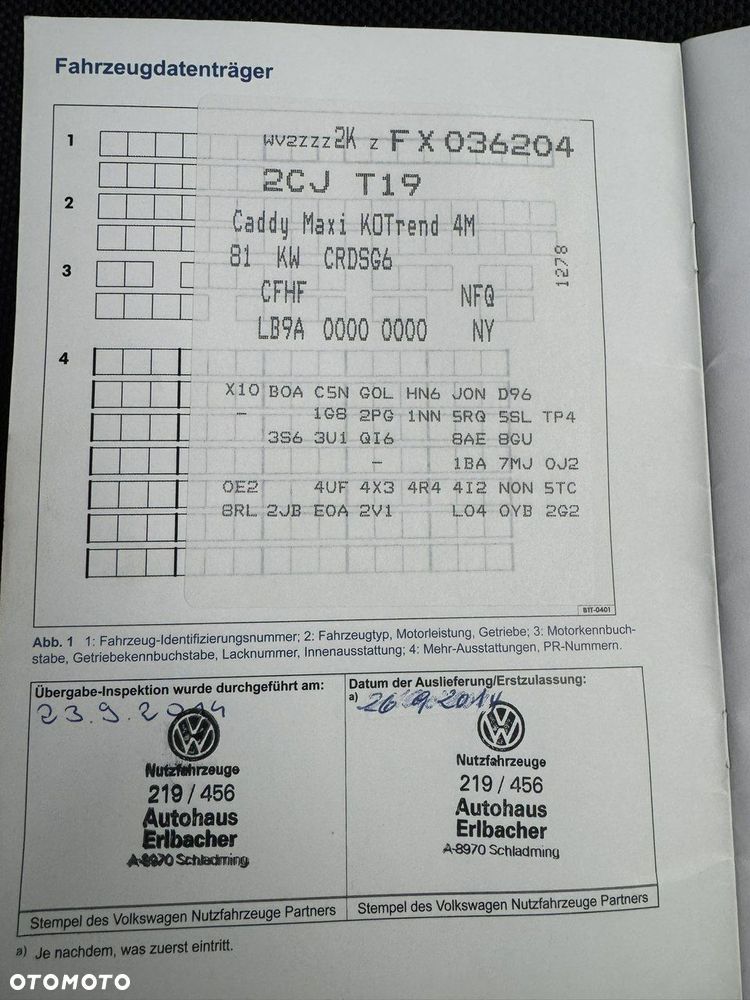 Fahrzeugdatenträger
1
WV2ZZZ2K Z FX036204
2CJ T19
2
Caddy Maxi KOTrend 4M
81 KW CRDSG6
1278
3
CFHF NFQ
LB9A 0000 0000 NY
4
X10 BOA C5N GOL HN6 JON D96
- 1G8 2PG 1NN 5RQ 5SL TP4
3S6 3U1 QI6 8AE 8GU
- 1BA 7MJ OJ2
OE2 4UF 4X3 4R4 4I2 NON 5TC
8RL 2JB EOA 2V1 LO4 OYB 2G2
B1T-0401
Abb. 1 1: Fahrzeug-Identifizierungsnummer; 2: Fahrzeugtyp, Motorleistung, Getriebe; 3: Motorkennbuch-
stabe, Getriebekennbuchstabe, Lacknummer, Innenausstattung; 4: Mehr-Ausstattungen, PR-Nummern.
Übergabe-Inspektion wurde durchgeführt am:
23.9.2014
Nutzfahrzeuge
219 / 456
Autohaus
Erlbacher
A-8970 Schladming
Stempel des Volkswagen Nutzfahrzeuge Partners
Datum der Auslieferung/Erstzulassung:
a) 26 9 2014
Nutzfahrzeuge
219 / 456
Autohaus
Erlbacher
A-8970 Schladming
Stempel des Volkswagen Nutzfahrzeuge Partners
a) Je nachdem, was zuerst eintritt.
OTOMOTO